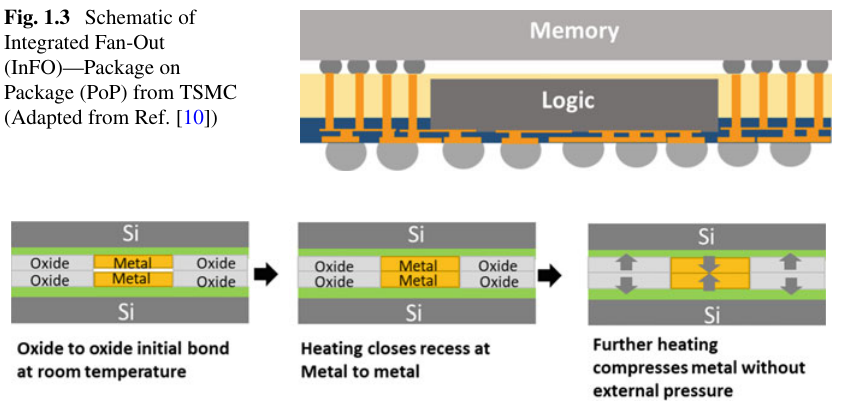 Fig. 1.3 Schematic of
Integrated Fan-Out
(InFO)—Package on
Package (PoP) from TSMC
(Adapted from Ref. [10])
Memory
Logic
Si
Oxide Metal Oxide
Oxide Metal Oxide
Si
Oxide to oxide initial bond
at room temperature
Si
Oxide Metal Oxide
Oxide Metal Oxide
Si
Heating closes recess at
Metal to metal
Si
Si
Further heating
compresses metal without
external pressure